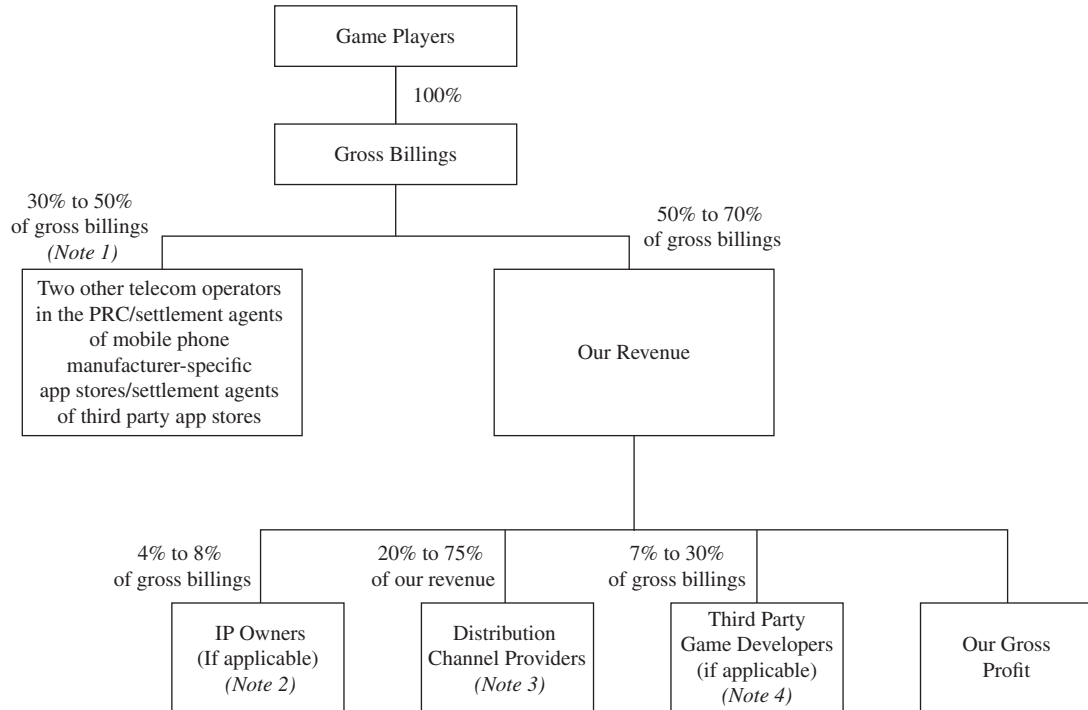 Game Players
100%
Gross Billings
30% to 50%
of gross billings
(Note 1)
50% to 70%
of gross billings
Two other telecom operators
in the PRC/settlement agents
of mobile phone
manufacturer-specific
app stores/settlement agents
of third party app stores
Our Revenue
4% to 8%
of gross billings
20% to 75%
of our revenue
7% to 30%
of gross billings
IP Owners
(If applicable)
(Note 2)
Distribution
Channel Providers
(Note 3)
Third Party
Game Developers
(if applicable)
(Note 4)
Our Gross
Profit